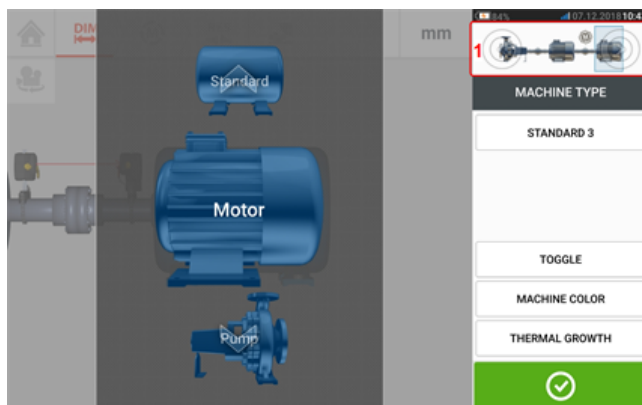 DIM
mm
84%
07.12.2018 10:43
1
MACHINE TYPE
STANDARD 3
TOGGLE
MACHINE COLOR
THERMAL GROWTH
Standard
Motor
Pump